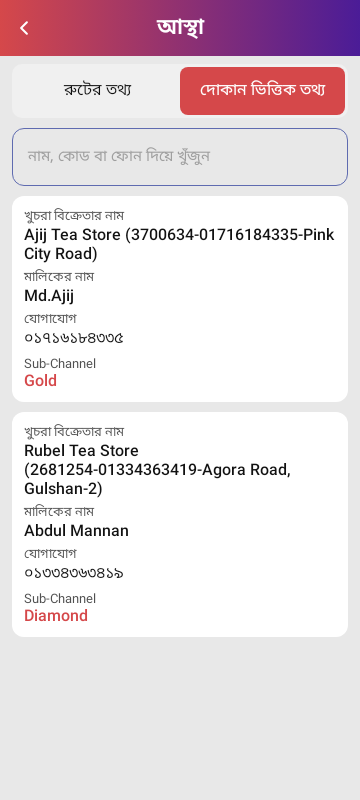 আস্থা
রুটের তথ্য
দোকান ভিত্তিক তথ্য
নাম, কোড বা ফোন দিয়ে খুঁজুন
খুচরা বিক্রেতার নাম
Ajij Tea Store (3700634-01716184335-Pink
City Road)
মালিকের নাম
Md.Ajij
যোগাযোগ
০১৭১৬১৮৪৩৩৫
Sub-Channel
Gold
খুচরা বিক্রেতার নাম
Rubel Tea Store
(2681254-01334363419-Agora Road,
Gulshan-2)
মালিকের নাম
Abdul Mannan
যোগাযোগ
০১৩৩৪৩৬৩৪১৯
Sub-Channel
Diamond